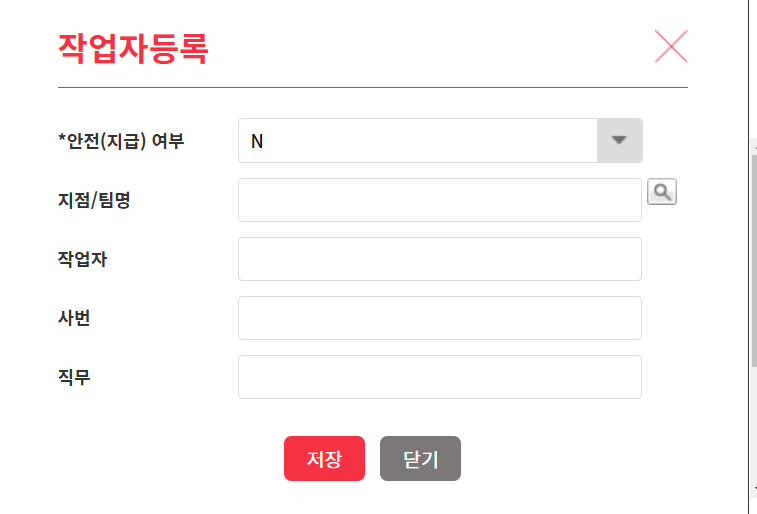 작업자등록
*안전(지급) 여부
N
지점/팀명
작업자
사번
직무
저장 닫기